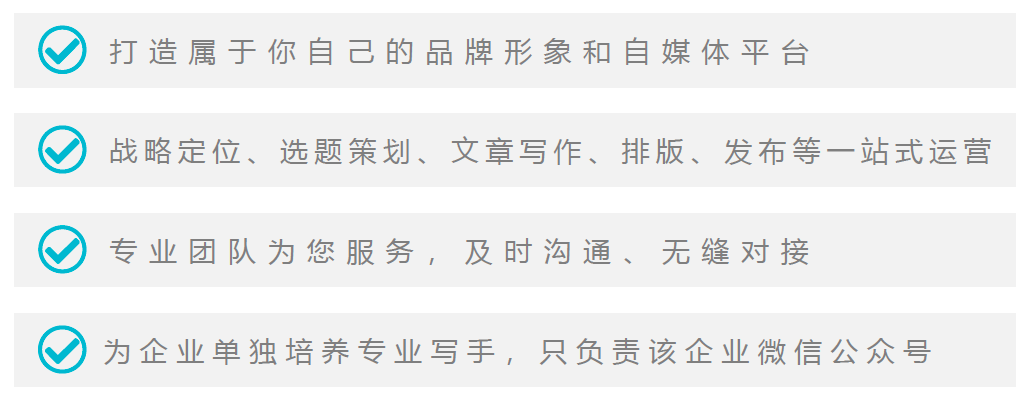 打造属于你自己的品牌形象和自媒体平台
战略定位、选题策划、文章写作、排版、发布等一站式运营
专业团队为您服务，及时沟通、无缝对接
为企业单独培养专业写手，只负责该企业微信公众号